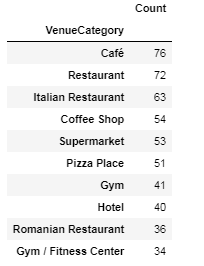 Count
VenueCategory
Café 76
Restaurant 72
Italian Restaurant 63
Coffee Shop 54
Supermarket 53
Pizza Place 51
Gym 41
Hotel 40
Romanian Restaurant 36
Gym / Fitness Center 34